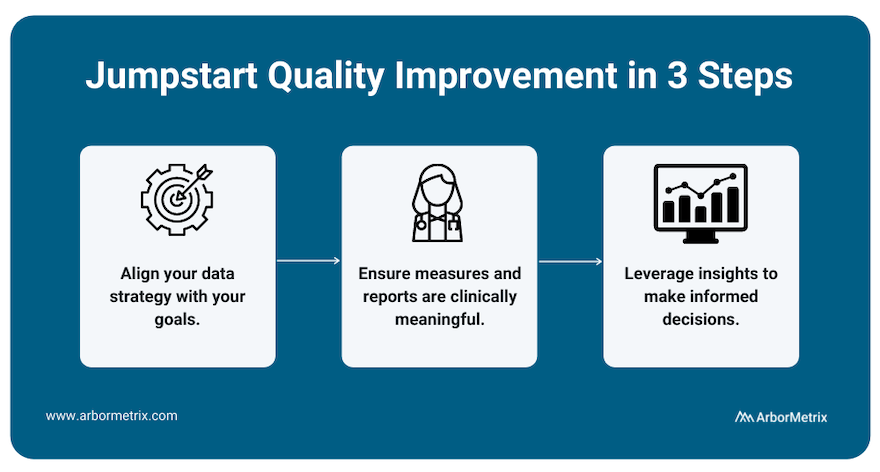 Jumpstart Quality Improvement in 3 Steps
Align your data
strategy with your
goals.
Ensure measures and
reports are clinically
meaningful.
Leverage insights to
make informed
decisions.
www.arbormetrix.com
ArborMetrix